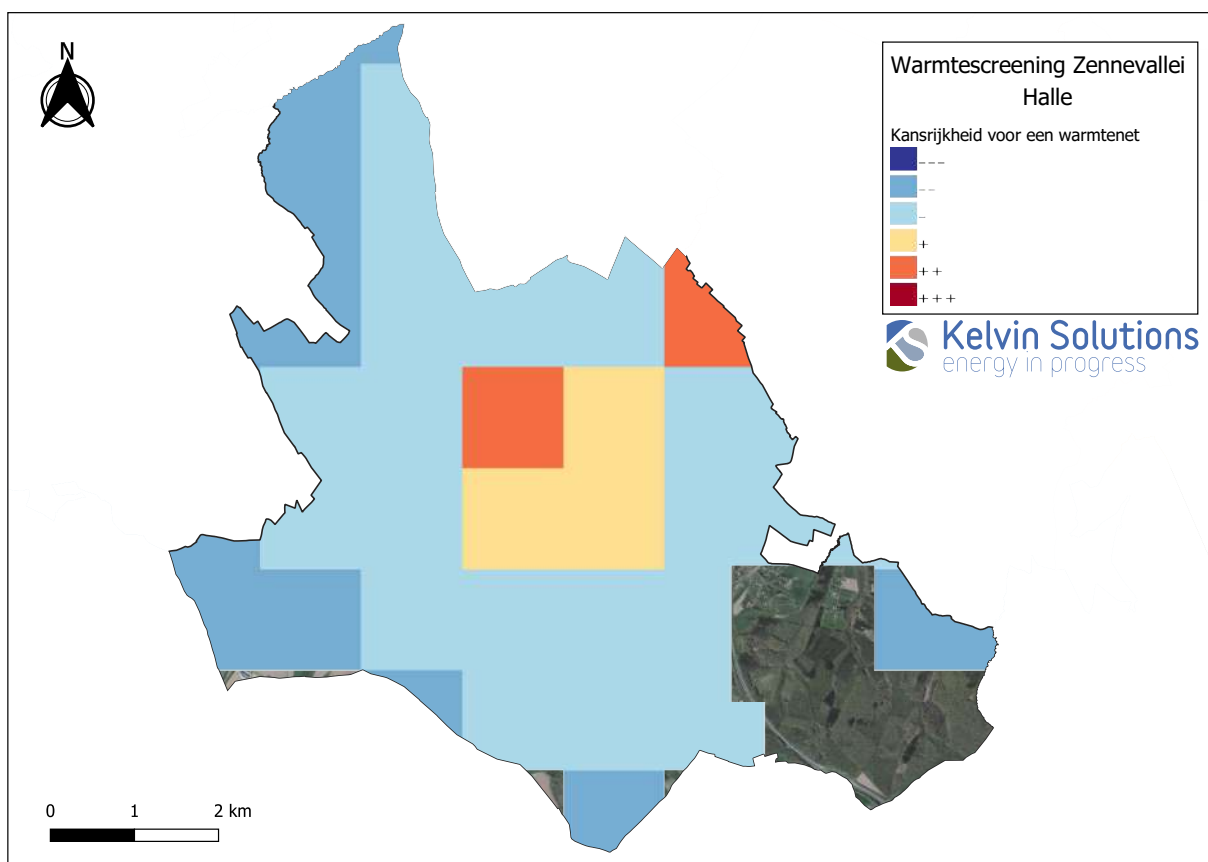 N
Warmtescreening Zennevallei
Halle
Kansrijkheid voor een warmtenet
---
--
-
+
++
+++
Kelvin Solutions
energy in progress
0 1 2 km